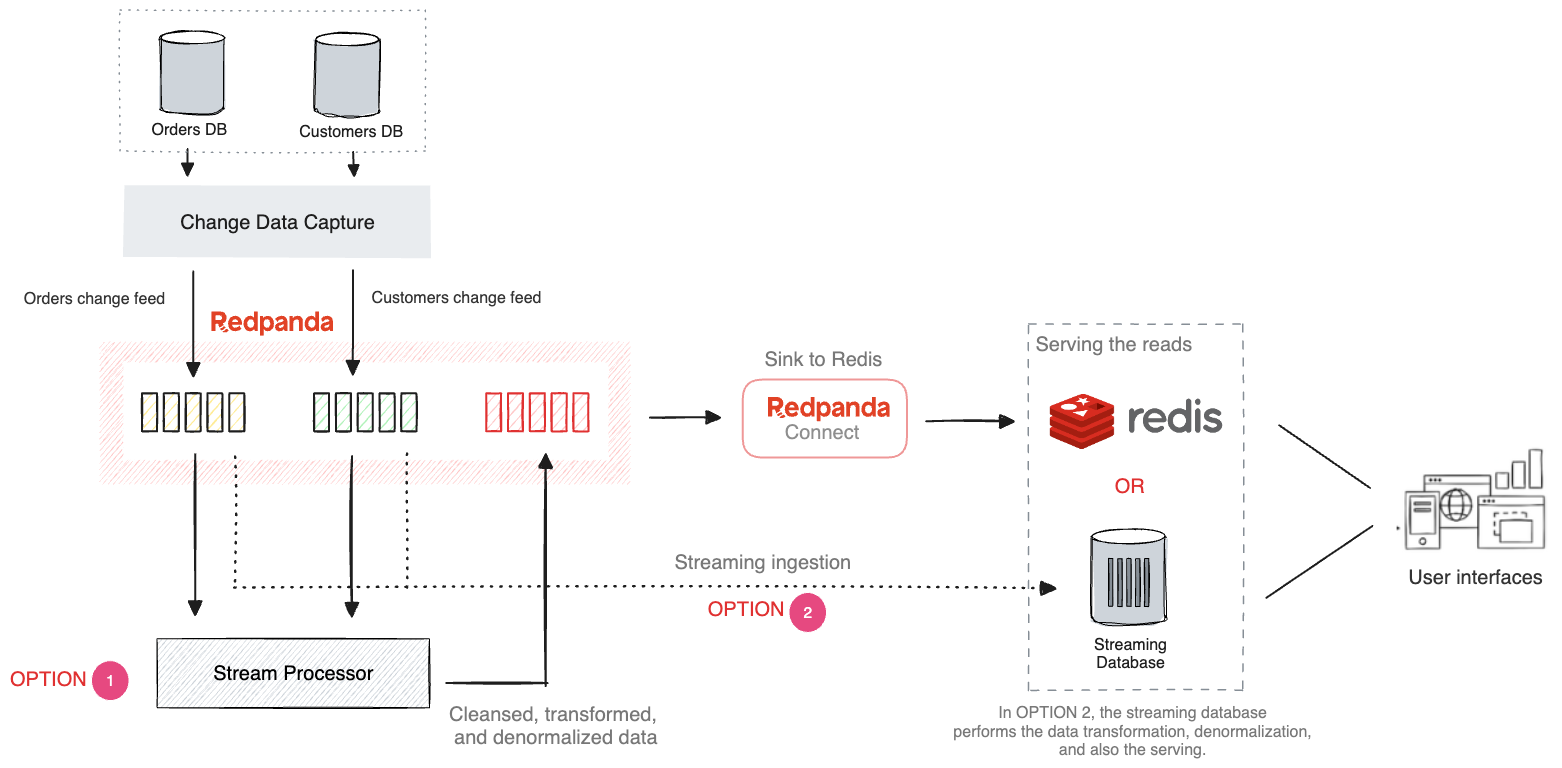 Orders DB
Customers DB
Change Data Capture
Orders change feed
Customers change feed
Redpanda
Sink to Redis
Redpanda
Connect
Serving the reads
redis
OR
Streaming ingestion
OPTION 2
Streaming
Database
User interfaces
OPTION 1
Stream Processor
Cleansed, transformed,
and denormalized data
In OPTION 2, the streaming database
performs the data transformation, denormalization,
and also the serving.